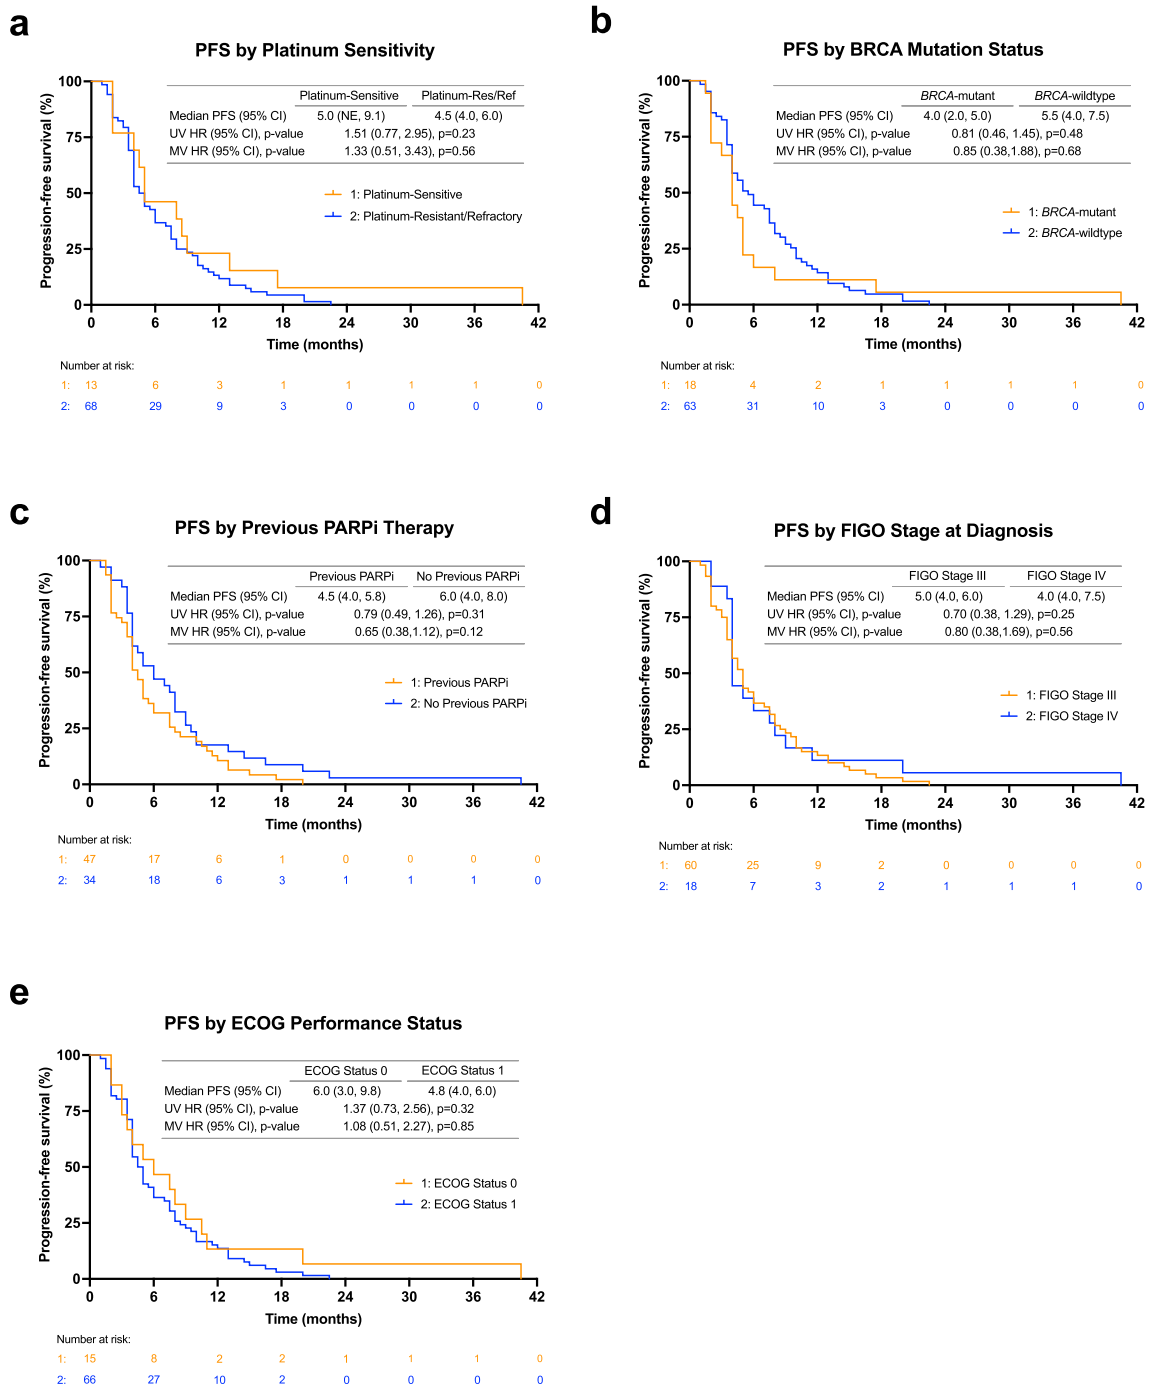 a
PFS by Platinum Sensitivity
Platinum-Sensitive Platinum-Res/Ref
Median PFS (95% CI) 5.0 (NE, 9.1) 4.5 (4.0, 6.0)
UV HR (95% CI), p-value 1.51 (0.77, 2.95), p=0.23
MV HR (95% CI), p-value 1.33 (0.51, 3.43), p=0.56
1: Platinum-Sensitive
2: Platinum-Resistant/Refractory
Progression-free survival (%)
100
75
50
25
0
0 6 12 18 24 30 36 42
Time (months)
Number at risk:
1: 13 6 3 1 1 1 1 0
2: 68 29 9 3 0 0 0 0
b
PFS by BRCA Mutation Status
BRCA-mutant BRCA-wildtype
Median PFS (95% CI) 4.0 (2.0, 5.0) 5.5 (4.0, 7.5)
UV HR (95% CI), p-value 0.81 (0.46, 1.45), p=0.48
MV HR (95% CI), p-value 0.85 (0.38,1.88), p=0.68
1: BRCA-mutant
2: BRCA-wildtype
Progression-free survival (%)
100
75
50
25
0
0 6 12 18 24 30 36 42
Time (months)
Number at risk:
1: 18 4 2 1 1 1 1 0
2: 63 31 10 3 0 0 0 0
c
PFS by Previous PARPi Therapy
Previous PARPi No Previous PARPi
Median PFS (95% CI) 4.5 (4.0, 5.8) 6.0 (4.0, 8.0)
UV HR (95% CI), p-value 0.79 (0.49, 1.26), p=0.31
MV HR (95% CI), p-value 0.65 (0.38,1.12), p=0.12
1: Previous PARPi
2: No Previous PARPi
Progression-free survival (%)
100
75
50
25
0
0 6 12 18 24 30 36 42
Time (months)
Number at risk:
1: 47 17 6 1 0 0 0 0
2: 34 18 6 3 1 1 1 0
d
PFS by FIGO Stage at Diagnosis
FIGO Stage III FIGO Stage IV
Median PFS (95% CI) 5.0 (4.0, 6.0) 4.0 (4.0, 7.5)
UV HR (95% CI), p-value 0.70 (0.38, 1.29), p=0.25
MV HR (95% CI), p-value 0.80 (0.38,1.69), p=0.56
1: FIGO Stage III
2: FIGO Stage IV
Progression-free survival (%)
100
75
50
25
0
0 6 12 18 24 30 36 42
Time (months)
Number at risk:
1: 60 25 9 2 0 0 0 0
2: 18 7 3 2 1 1 1 0
e
PFS by ECOG Performance Status
ECOG Status 0 ECOG Status 1
Median PFS (95% CI) 6.0 (3.0, 9.8) 4.8 (4.0, 6.0)
UV HR (95% CI), p-value 1.37 (0.73, 2.56), p=0.32
MV HR (95% CI), p-value 1.08 (0.51, 2.27), p=0.85
1: ECOG Status 0
2: ECOG Status 1
Progression-free survival (%)
100
75
50
25
0
0 6 12 18 24 30 36 42
Time (months)
Number at risk:
1: 15 8 2 2 1 1 1 0
2: 66 27 10 2 0 0 0 0